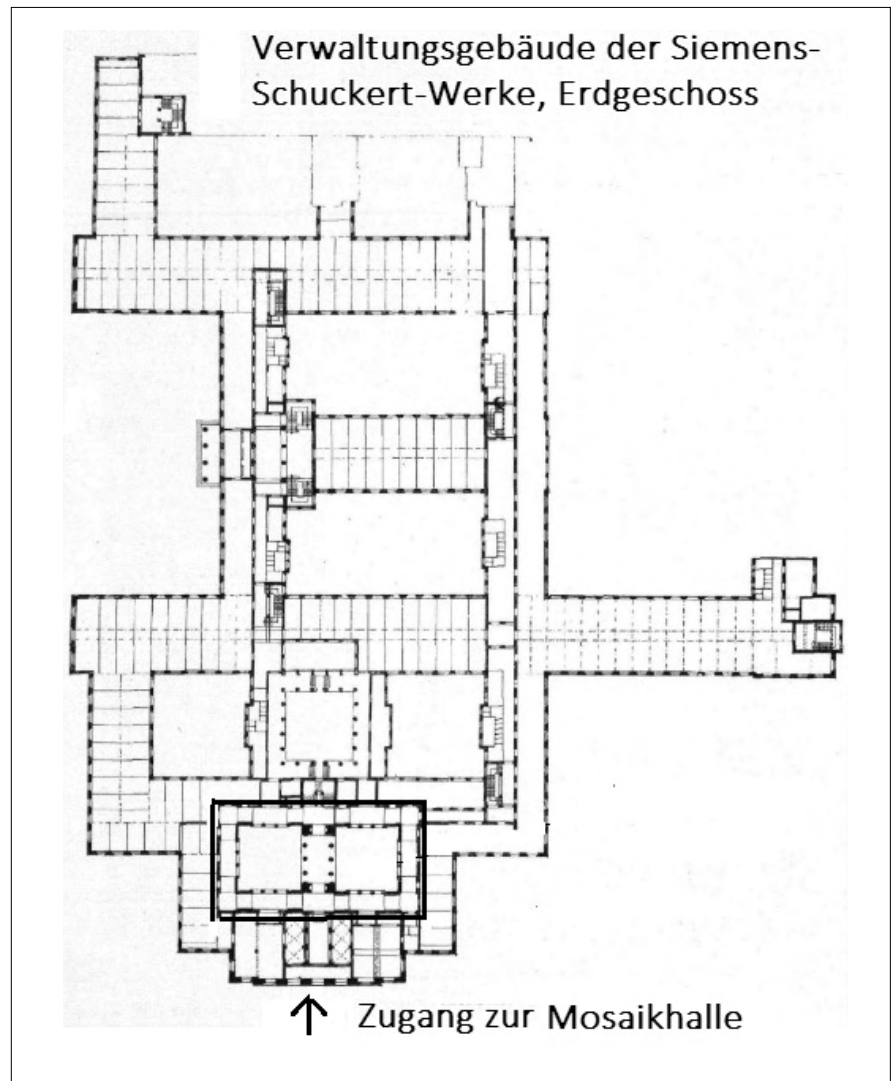 Verwaltungsgebäude der Siemens-
Schuckert-Werke, Erdgeschoss
↑ Zugang zur Mosaikhalle